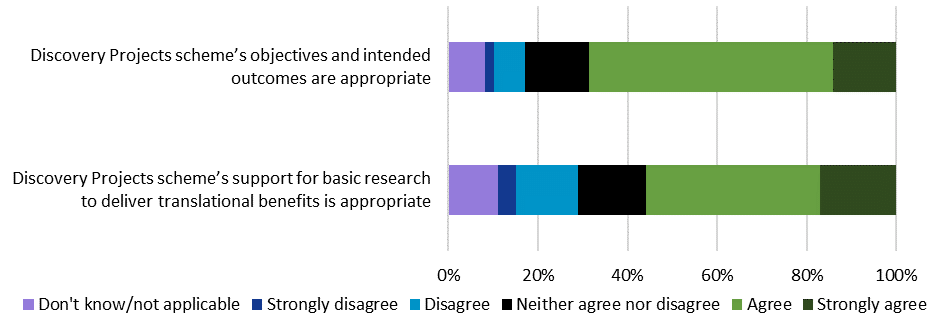 Discovery Projects scheme’s objectives and intended
outcomes are appropriate
Discovery Projects scheme’s support for basic research
to deliver translational benefits is appropriate
0% 20% 40% 60% 80% 100%
Don't know/not applicable Strongly disagree Disagree Neither agree nor disagree Agree Strongly agree